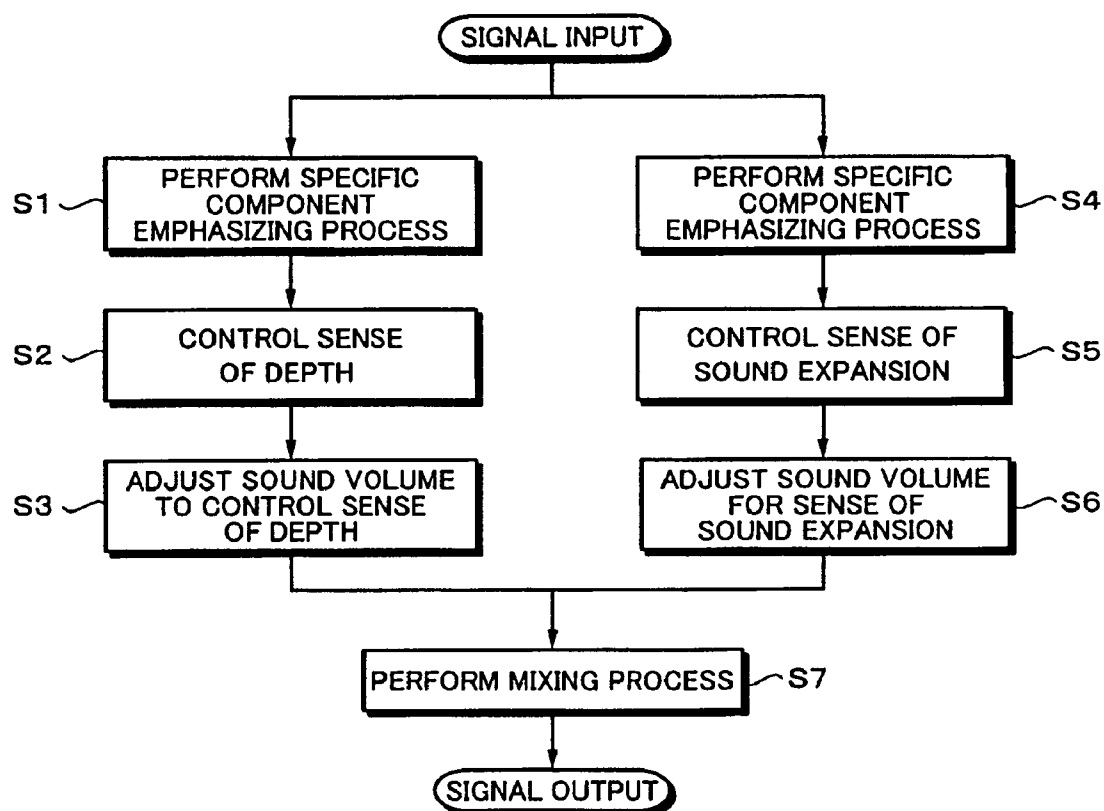 SIGNAL INPUT
S1
PERFORM SPECIFIC
COMPONENT
EMPHASIZING PROCESS
S2
CONTROL SENSE
OF DEPTH
S3
ADJUST SOUND VOLUME
TO CONTROL SENSE
OF DEPTH
PERFORM SPECIFIC
COMPONENT
EMPHASIZING PROCESS
S4
CONTROL SENSE OF
SOUND EXPANSION
S5
ADJUST SOUND VOLUME
FOR SENSE OF
SOUND EXPANSION
S6
PERFORM MIXING PROCESS
S7
SIGNAL OUTPUT